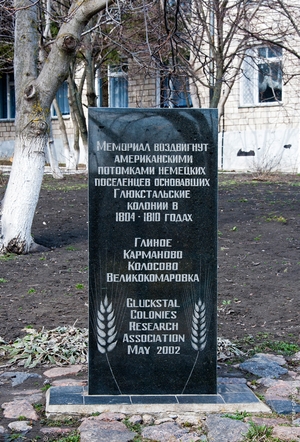 Мемориал воздвигнут
американскими
потомками немецких
поселенцев основавших
Глюкстальские
колонии в
1804 - 1810 годах
Глиное
Карманово
Колосово
Великокомаровка
Gluckstal
Colonies
Research
Association
May 2002